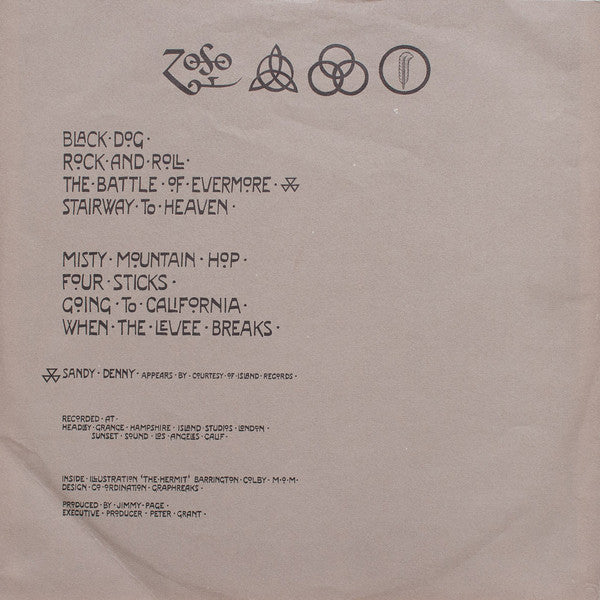 ZoSo
BLACK·DOG·
ROCK·AND·ROLL·
THE·BATTLE·OF·EVERMORE·
STAIRWAY·To·HEAVEN·
MISTY·MOUNTAIN·HOP·
FOUR·STICKS·
GOING·To·CALIFORNIA·
WHEN·THE·LEVEE·BREAKS·
SANDY·DENNY·APPEARS·BY·COURTESY·OF·ISLAND·RECORDS·
RECORDED·AT·
HEADLEY·GRANGE·HAMPSHIRE·ISLAND·STUDIOS·LONDON·
SUNSET·SOUND·LOS·ANGELES·CALIF·
INSIDE·ILLUSTRATION 'THE·HERMIT' BARRINGTON·COLBY·M·O·M·
DESIGN·CO-ORDINATION·GRAPHREAKS·
PRODUCED·BY·JIMMY·PAGE·
EXECUTIVE·PRODUCER·PETER·GRANT·